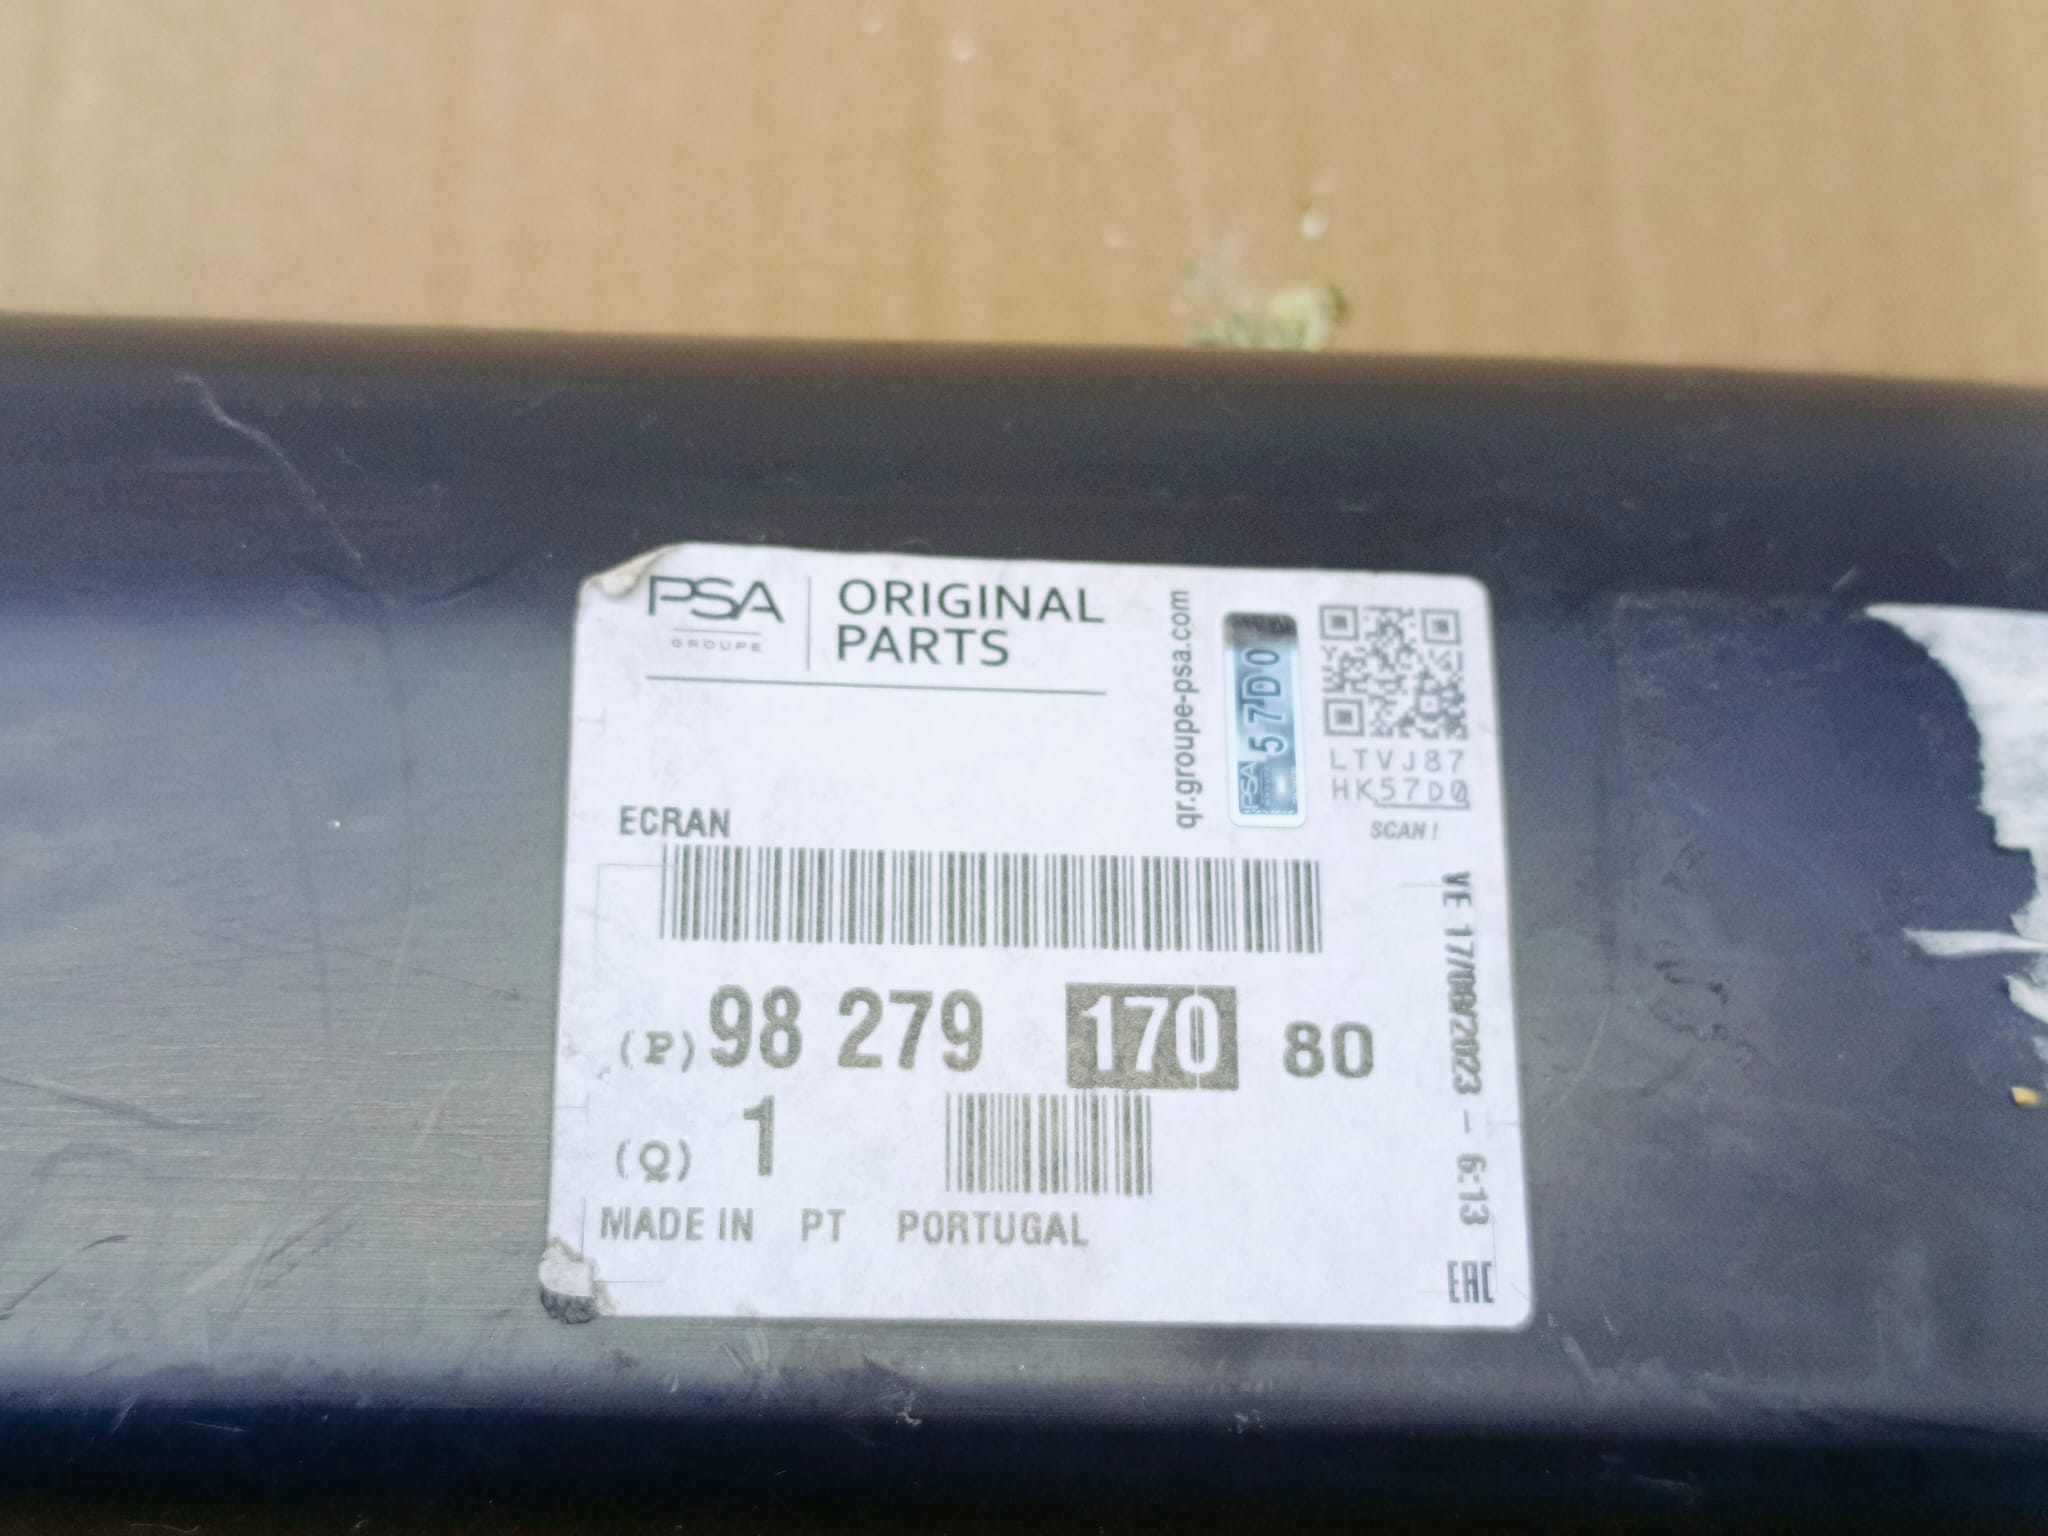 PSA
GROUPE
ORIGINAL
PARTS
qr.groupe-psa.com
PSA
57D0
LTVJ87
HK57D0
SCAN!
ECRAN
(P) 98 279 170 80
(Q) 1
MADE IN PT PORTUGAL
VE 17/08/2023 - 6:13
EAC